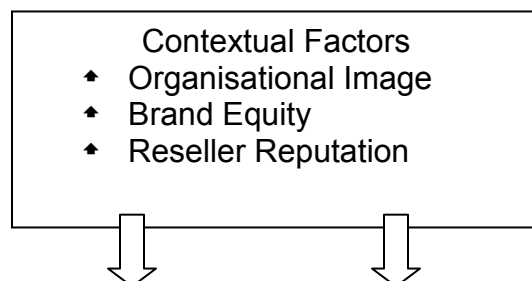 Contextual Factors
Organisational Image
Brand Equity
Reseller Reputation